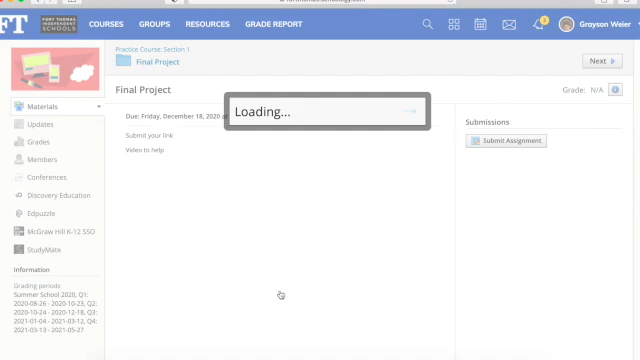 FT
FORT THOMAS
INDEPENDENT
SCHOOLS
COURSES
GROUPS
RESOURCES
GRADE REPORT
Grayson Weier
Practice Course: Section 1
Final Project
Next
Materials
Updates
Grades
Members
Conferences
Discovery Education
Edpuzzle
McGraw Hill K-12 SSO
StudyMate
Information
Grading periods
Summer School 2020, Q1:
2020-08-26 - 2020-10-23, Q2:
2020-10-24 - 2020-12-18, Q3:
2021-01-04 - 2021-03-12, Q4:
2021-03-13 - 2021-05-27
Final Project
Grade: N/A
Due: Friday, December 18, 2020 at
Loading...
Submit your link
Video to help
Submissions
Submit Assignment